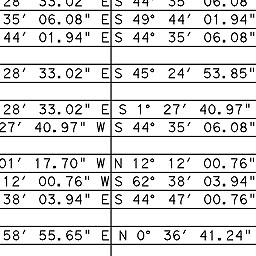 28′ 33.02" E S 44° 35′ 06.08"
35′ 06.08" E S 49° 44′ 01.94"
44′ 01.94" E S 44° 35′ 06.08"
28′ 33.02" E S 45° 24′ 53.85"
28′ 33.02" E S 1° 27′ 40.97"
27′ 40.97" W S 44° 35′ 06.08"
01′ 17.70" W N 12° 12′ 00.76"
12′ 00.76" W S 62° 38′ 03.94"
38′ 03.94" E S 44° 47′ 00.76"
58′ 55.65" E N 0° 36′ 41.24"